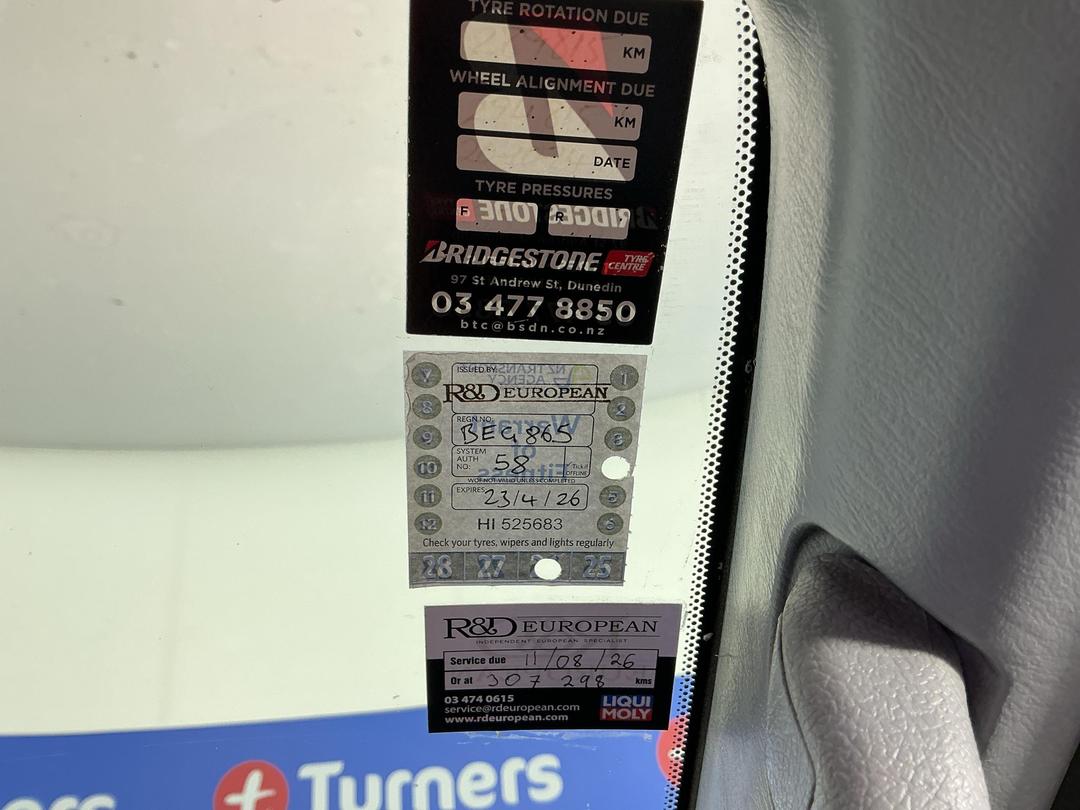 TYRE ROTATION DUE
KM
WHEEL ALIGNMENT DUE
KM
DATE
TYRE PRESSURES
F R
BRIDGESTONE TYRE CENTRE
97 St Andrew St, Dunedin
03 477 8850
btc@bsdn.co.nz
ISSUED BY:
R&D EUROPEAN
REGN.NO:
BEG865
SYSTEM AUTH NO: 58 Tick if OFFLINE
WOF NOT VALID UNLESS COMPLETED
EXPIRES: 23/4/26
HI 525683
Check your tyres, wipers and lights regularly
7 8 9 10 11 12
1 2 3 5 6
28 27 25
R&D EUROPEAN
INDEPENDENT EUROPEAN SPECIALIST
Service due 11/08/26
Or at 307 298 kms
03 474 0615
service@rdeuropean.com
www.rdeuropean.com
LIQUI MOLY
ers
Turners